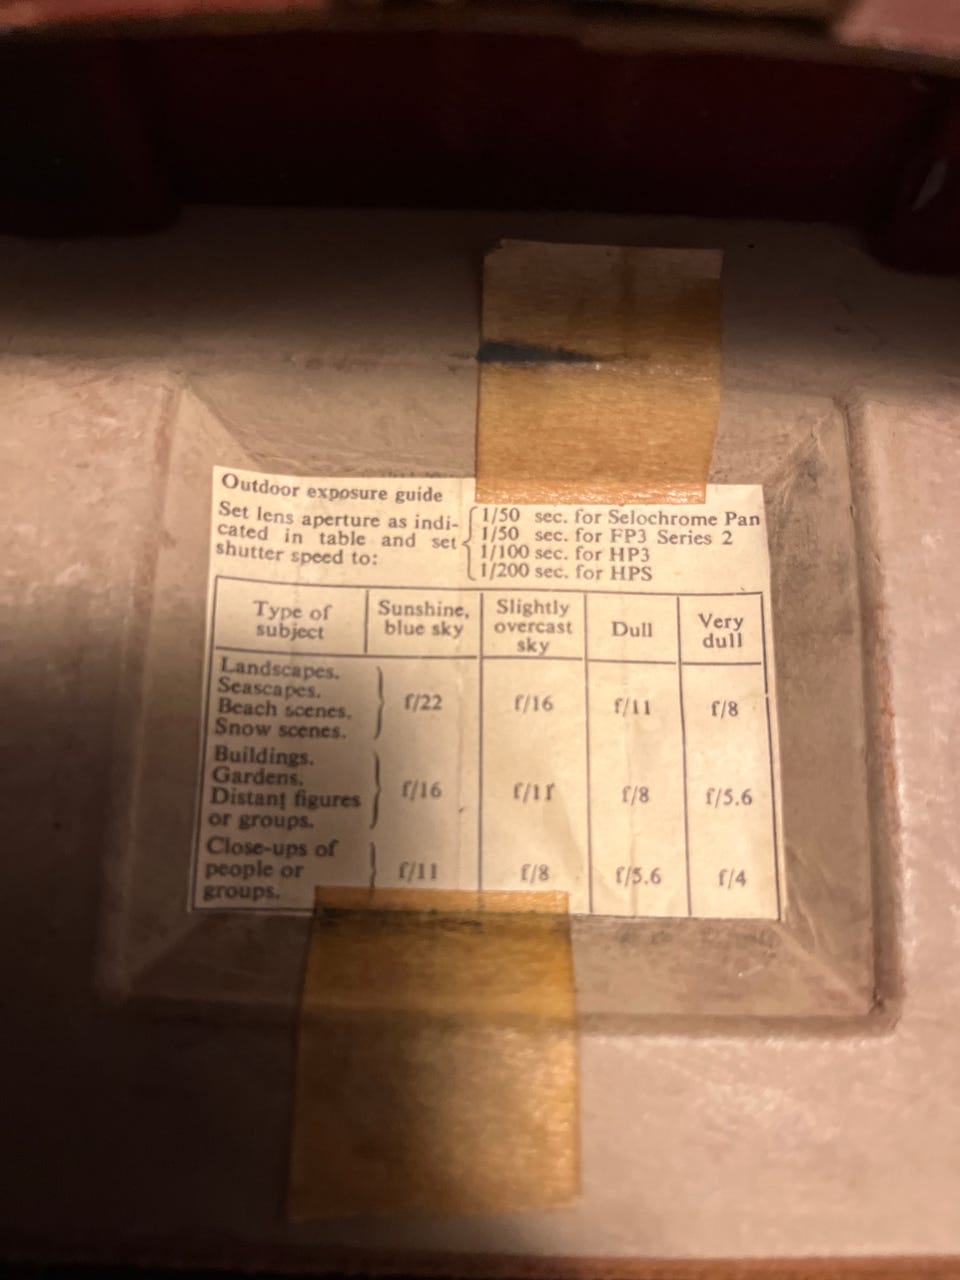 Outdoor exposure guide
Set lens aperture as indi-
cated in table and set
shutter speed to:
1/50 sec. for Selochrome Pan
1/50 sec. for FP3 Series 2
1/100 sec. for HP3
1/200 sec. for HPS
Type of subject Sunshine, blue sky Slightly overcast sky Dull Very dull
Landscapes.
Seascapes.
Beach scenes. f/22 f/16 f/11 f/8
Snow scenes.
Buildings.
Gardens. f/16 f/11 f/8 f/5.6
Distant figures
or groups.
Close-ups of
people or f/11 f/8 f/5.6 f/4
groups.